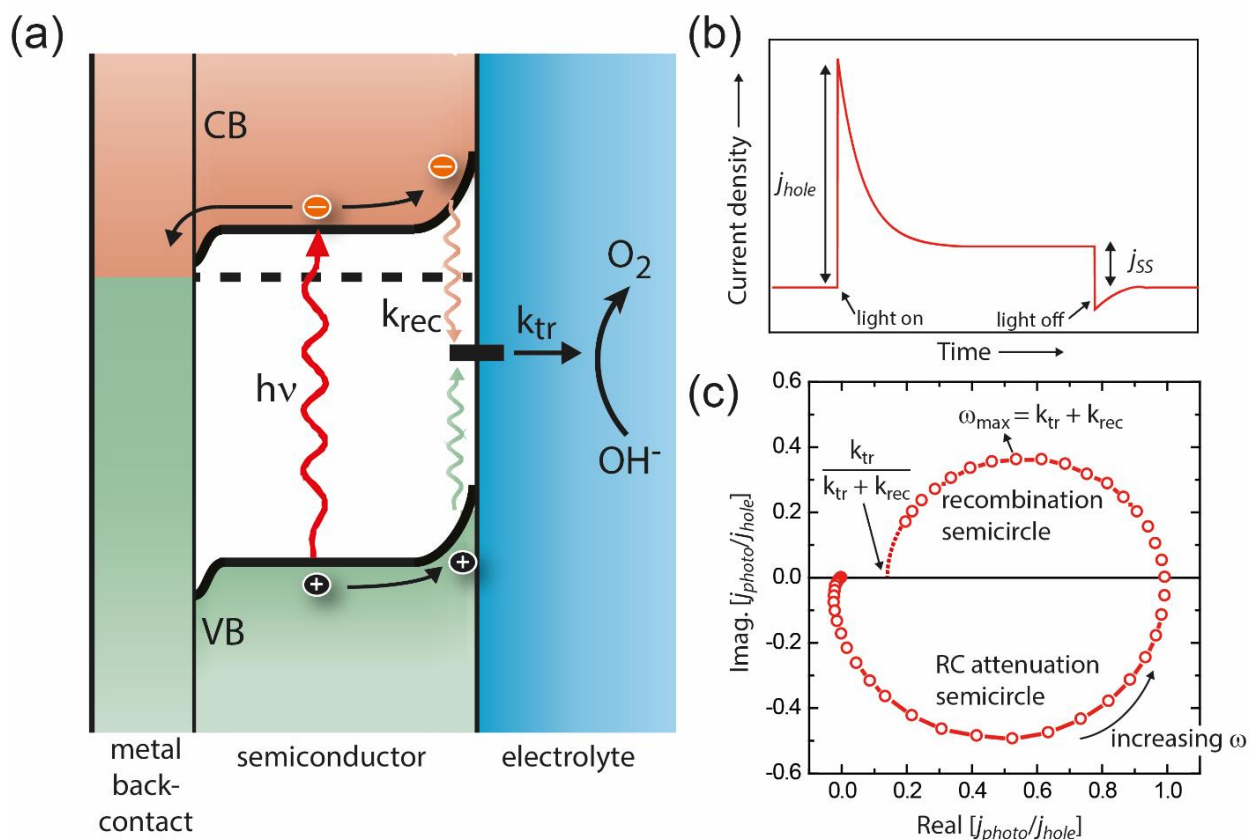 (a)
CB
hν
k_rec
k_tr
O₂
OH⁻
VB
+
+
metal
back-
contact
semiconductor
electrolyte
(b)
Current density
j_hole
j_SS
light on
light off
Time
(c)
Imag. [j_photo/j_hole]
0.6
0.4
0.2
0.0
-0.2
-0.4
-0.6
ω_max = k_tr + k_rec
k_tr
k_tr + k_rec
recombination
semicircle
RC attenuation
semicircle
increasing ω
0.0 0.2 0.4 0.6 0.8 1.0
Real [j_photo/j_hole]